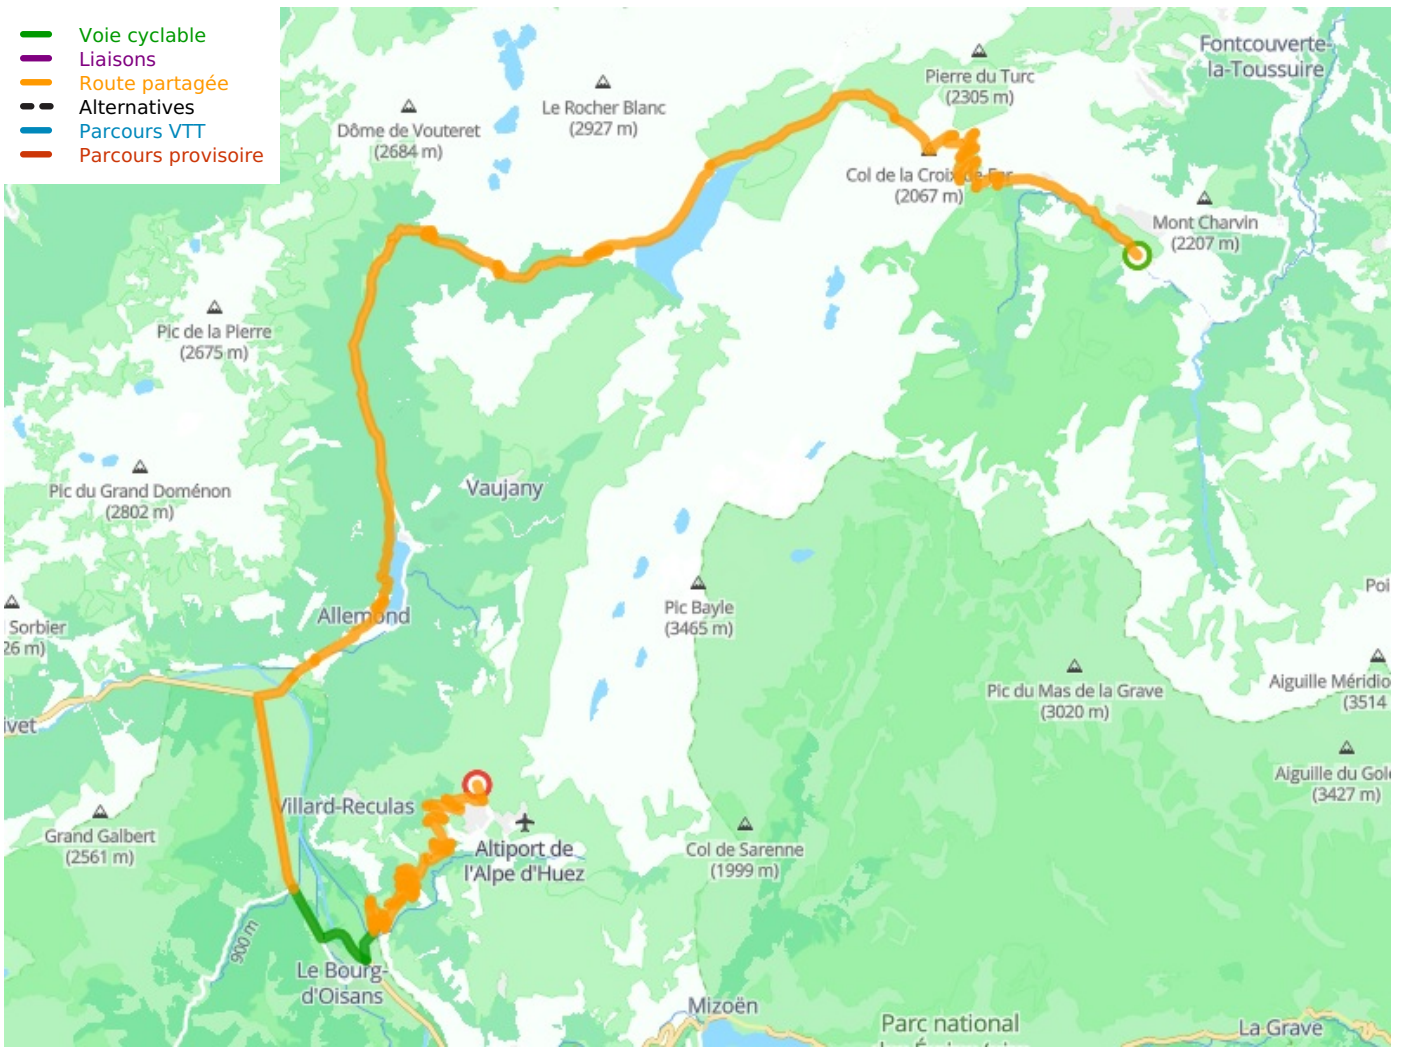 Voie cyclable
Liaisons
Route partagée
Alternatives
Parcours VTT
Parcours provisoire
Fontcouverte-
la-Toussuire
Pierre du Turc
(2305 m)
Le Rocher Blanc
(2927 m)
Dôme de Vouteret
(2684 m)
Col de la Croix-de-Fer
(2067 m)
Mont Charvin
(2207 m)
Pic de la Pierre
(2675 m)
Pic du Grand Doménon
(2802 m)
Vaujany
Allemond
Pic Bayle
(3465 m)
Poi
Sorbier
26 m)
Pic du Mas de la Grave
(3020 m)
Aiguille Méridio
(3514
ivet
Aiguille du Gole
(3427 m)
Villard-Reculas
Grand Galbert
(2561 m)
Altiport de
l'Alpe d'Huez
Col de Sarenne
(1999 m)
900 m
Le Bourg-
d'Oisans
Mizoën
Parc national
La Grave